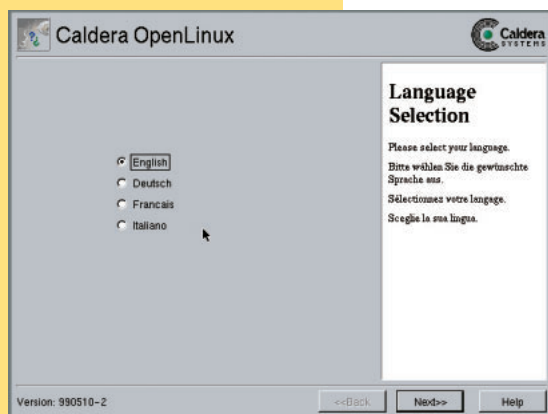 Caldera OpenLinux
Caldera
SYSTEMS
English
Deutsch
Francais
Italiano
Language
Selection
Please select your language.
Bitte wählen Sie die gewünschte
Sprache aus.
Sélectionnez votre langage.
Sceglie la sua lingua.
Version: 990510-2
<<Back
Next>>
Help